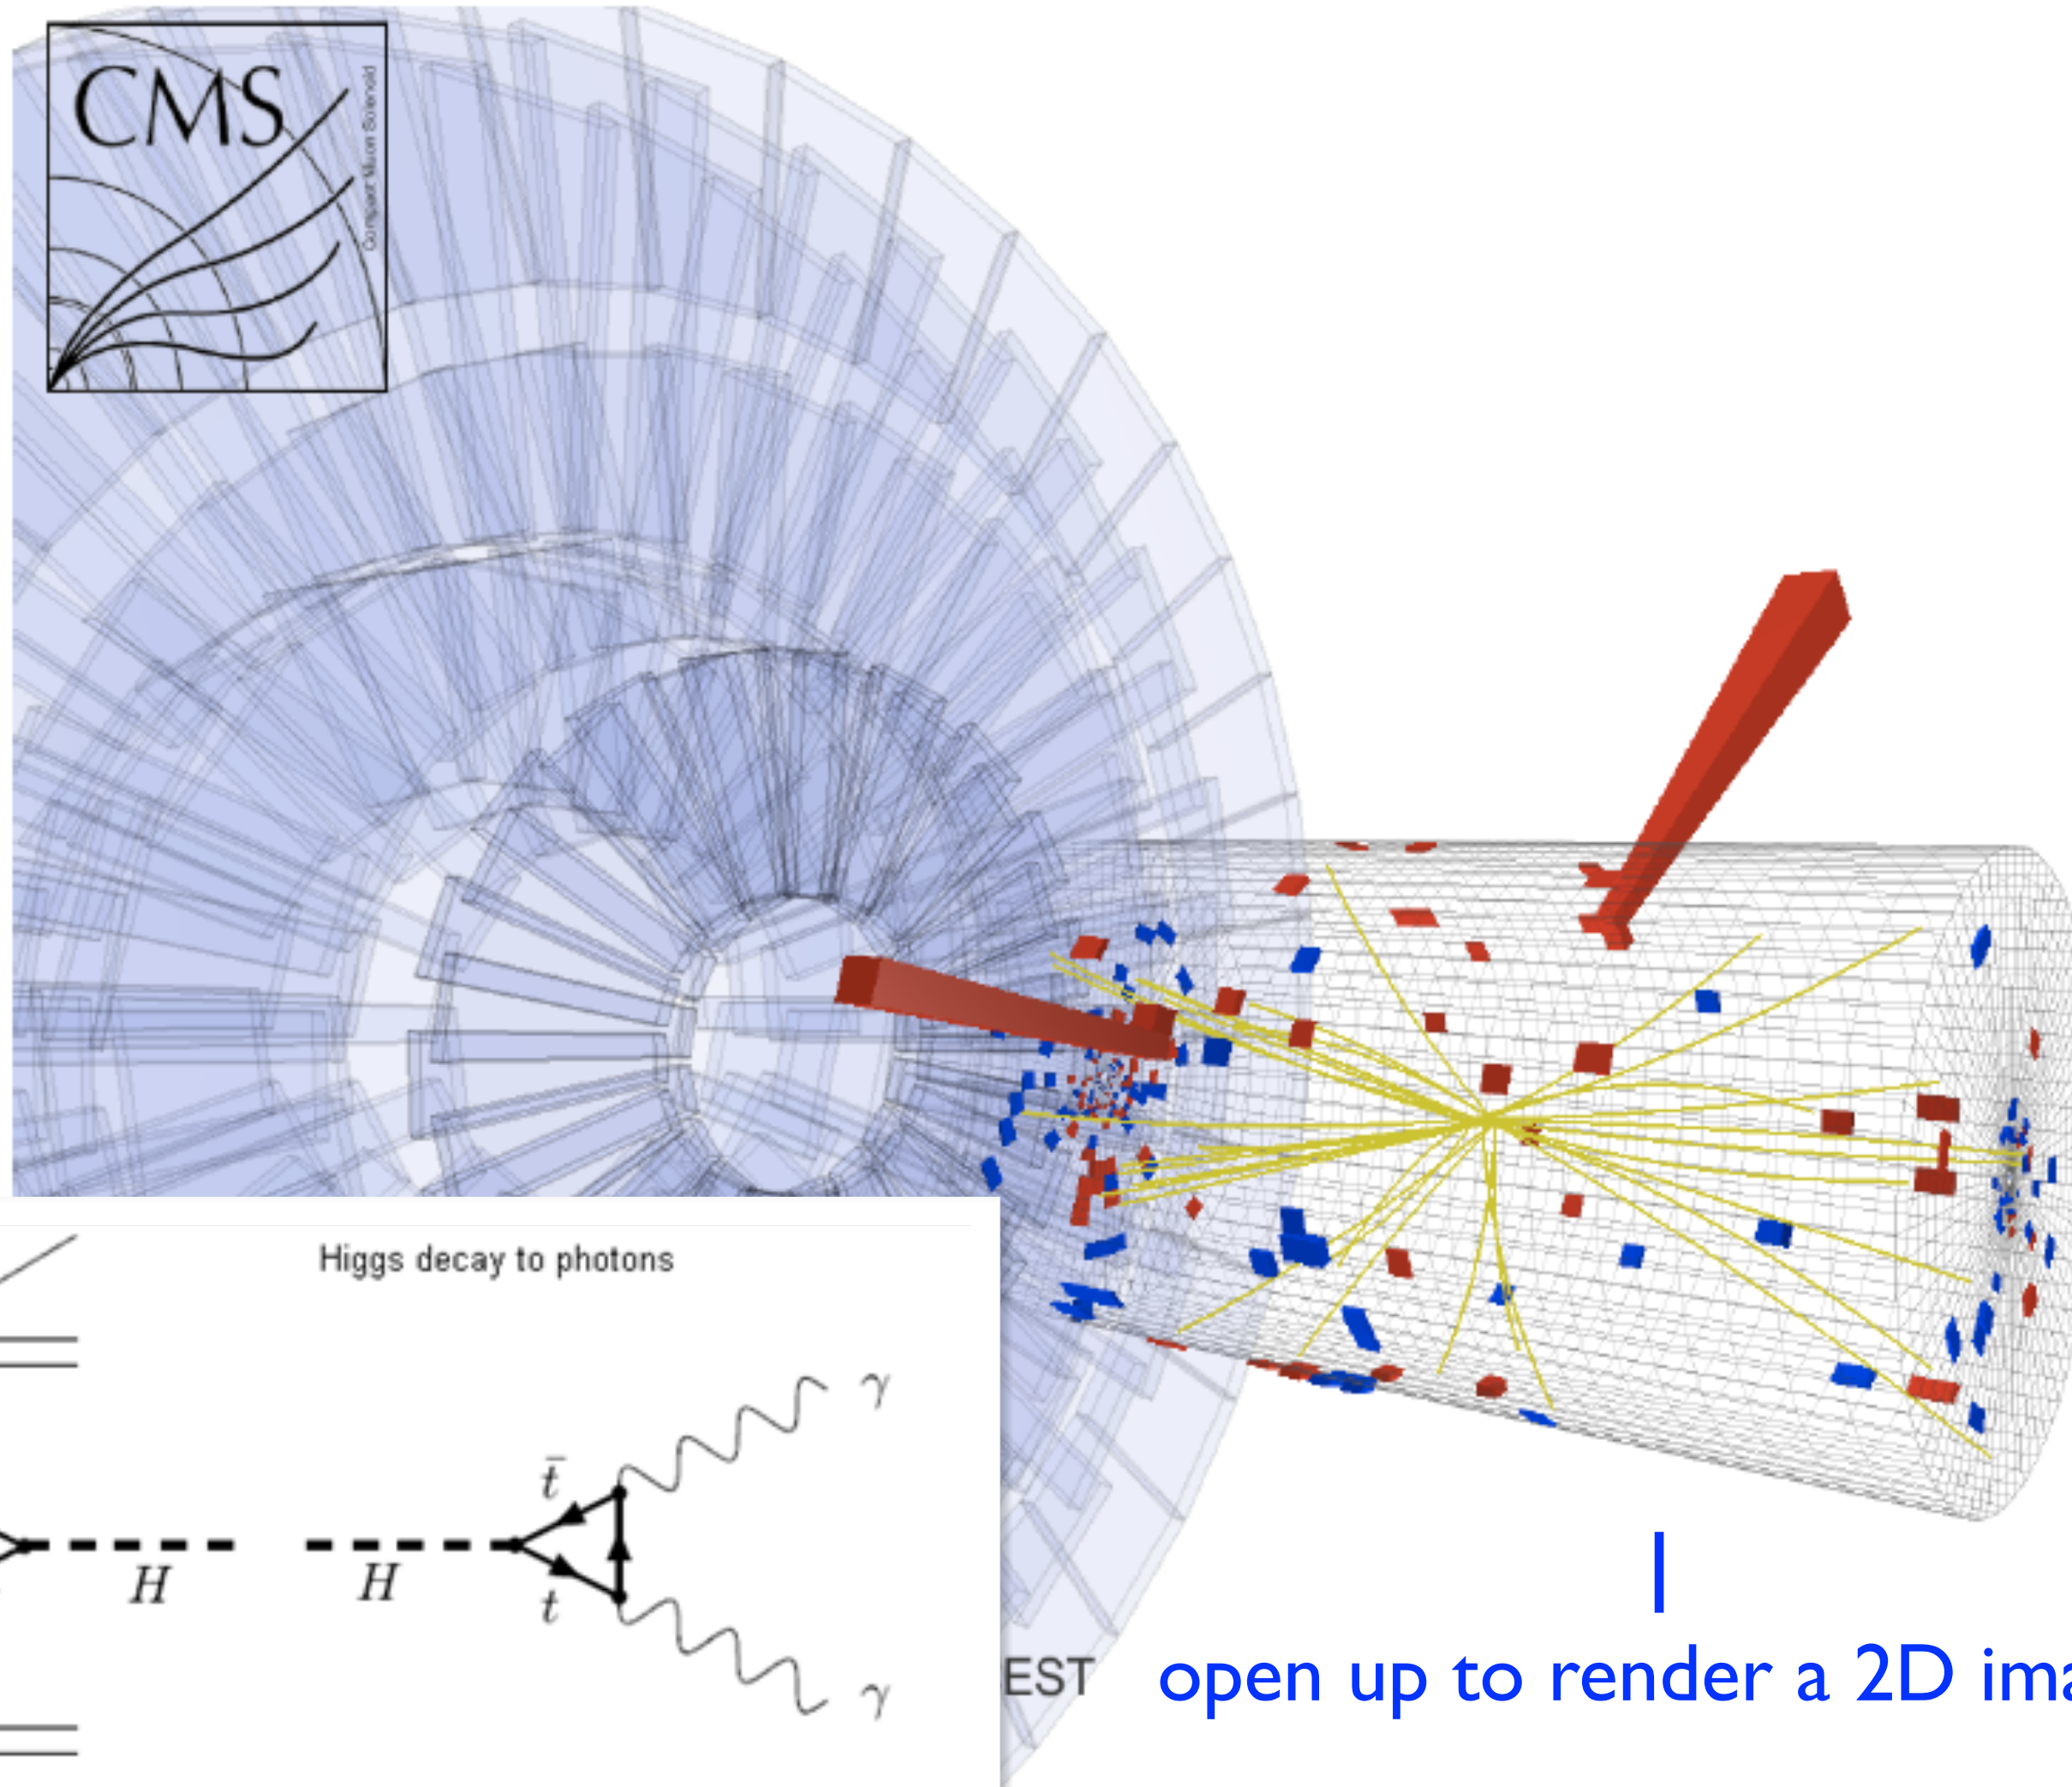 CMS
Compact Muon Solenoid
Higgs decay to photons
γ
t̄
H
H
t
γ
EST
open up to render a 2D ima